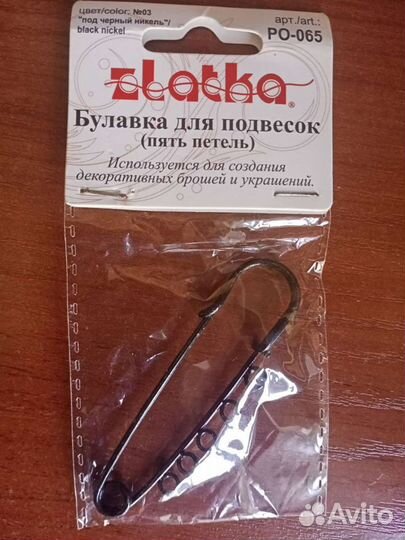 цвет/color: №03
"под черный никель"/
black nickel
арт./art.:
PO-065
zlatka®
Булавка для подвесок
(пять петель)
Используется для создания
декоративных брошей и украшений.
Avito